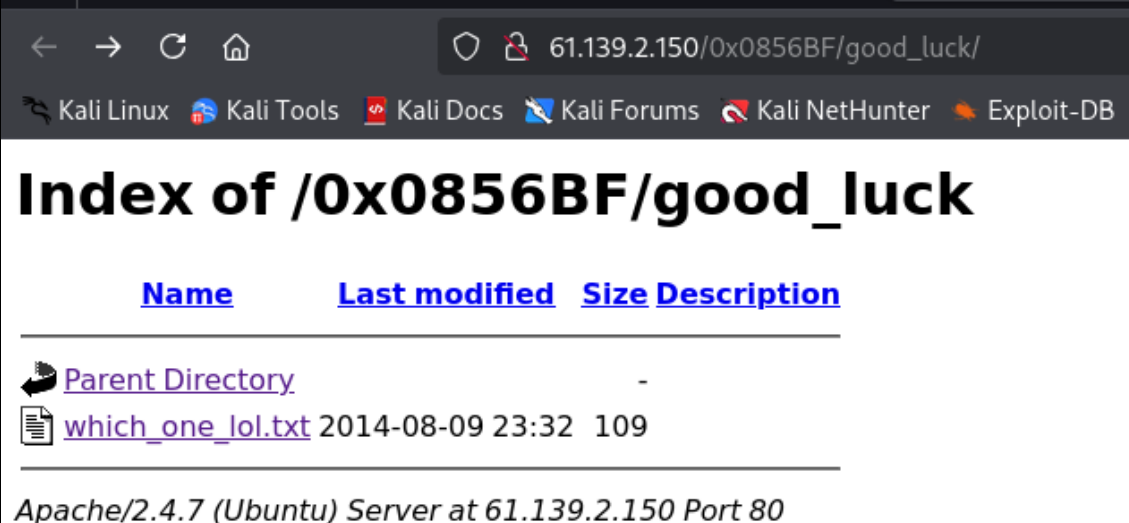 61.139.2.150/0x0856BF/good_luck/
Kali Linux Kali Tools Kali Docs Kali Forums Kali NetHunter Exploit-DB
Index of /0x0856BF/good_luck
Name Last modified Size Description
Parent Directory -
which_one_lol.txt 2014-08-09 23:32 109
Apache/2.4.7 (Ubuntu) Server at 61.139.2.150 Port 80